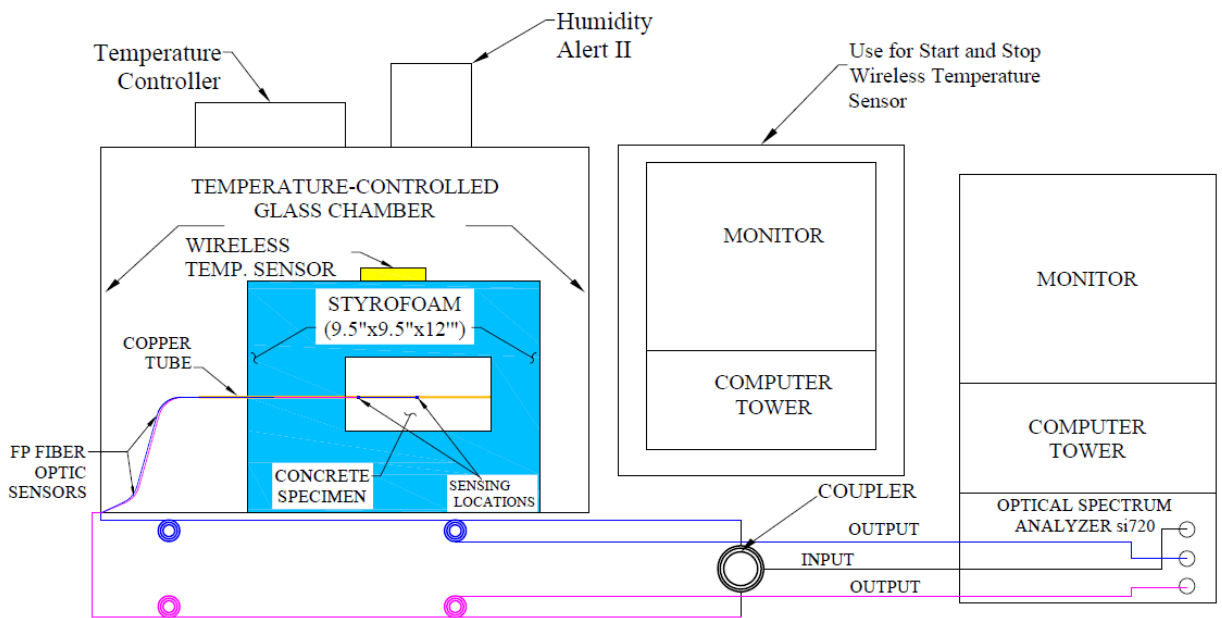 Humidity
Alert II
Temperature
Controller
Use for Start and Stop
Wireless Temperature
Sensor
TEMPERATURE-CONTROLLED
GLASS CHAMBER
WIRELESS
TEMP. SENSOR
MONITOR
MONITOR
STYROFOAM
(9.5"x9.5"x12'")
COPPER
TUBE
COMPUTER
TOWER
COMPUTER
TOWER
FP FIBER
OPTIC
SENSORS
CONCRETE
SPECIMEN
SENSING
LOCATIONS
COUPLER
OPTICAL SPECTRUM
ANALYZER si720
OUTPUT
INPUT
OUTPUT